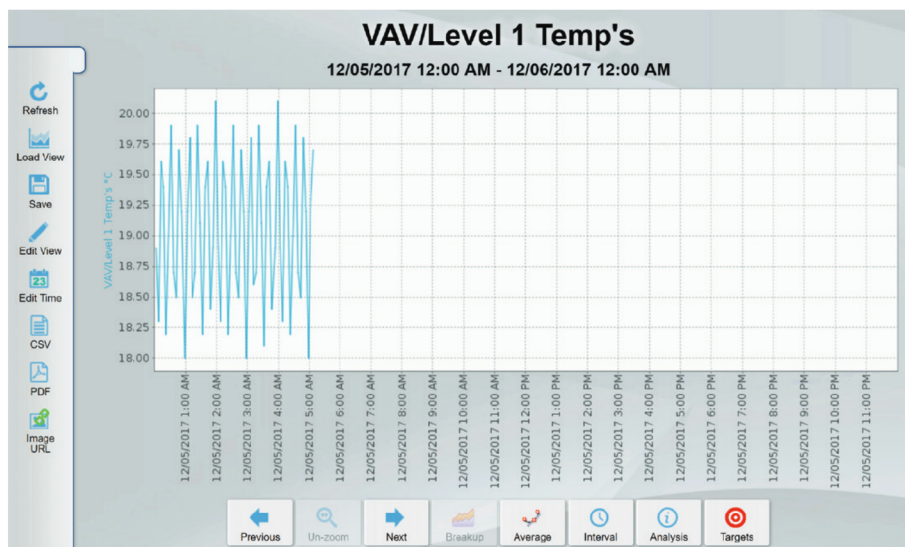 VAV/Level 1 Temp's
12/05/2017 12:00 AM - 12/06/2017 12:00 AM
Refresh
Load View
Save
Edit View
23
Edit Time
CSV
PDF
Image
URL
VAV/Level 1 Temp's °C
20.00
19.75
19.50
19.25
19.00
18.75
18.50
18.25
18.00
12/05/2017 1:00 AM
12/05/2017 2:00 AM
12/05/2017 3:00 AM
12/05/2017 4:00 AM
12/05/2017 5:00 AM
12/05/2017 6:00 AM
12/05/2017 7:00 AM
12/05/2017 8:00 AM
12/05/2017 9:00 AM
12/05/2017 10:00 AM
12/05/2017 11:00 AM
12/05/2017 12:00 PM
12/05/2017 1:00 PM
12/05/2017 2:00 PM
12/05/2017 3:00 PM
12/05/2017 4:00 PM
12/05/2017 5:00 PM
12/05/2017 6:00 PM
12/05/2017 7:00 PM
12/05/2017 8:00 PM
12/05/2017 9:00 PM
12/05/2017 10:00 PM
12/05/2017 11:00 PM
Previous
Un-zoom
Next
Breakup
Average
Interval
Analysis
Targets